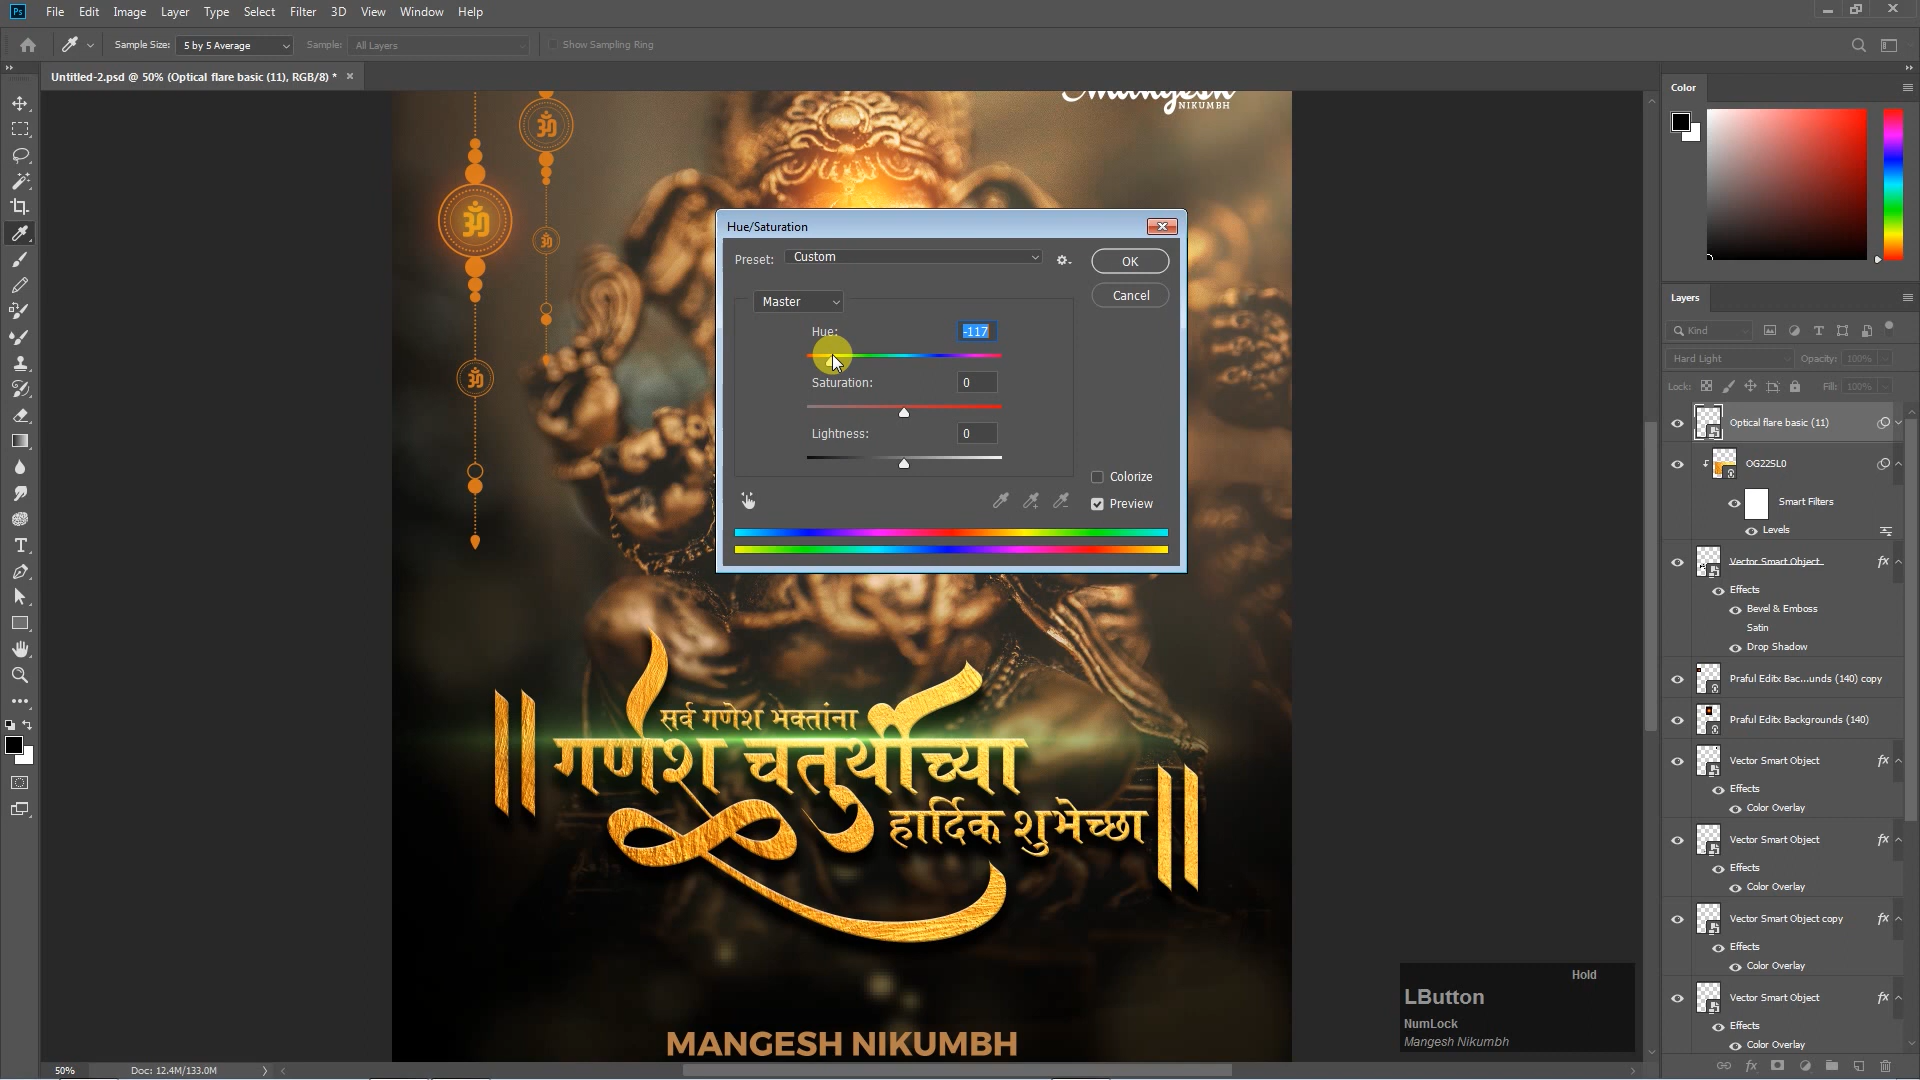 Ps File Edit Image Layer Type Select Filter 3D View Window Help
Sample Size: 5 by 5 Average Sample: All Layers Show Sampling Ring
Untitled-2.psd @ 50% (Optical flare basic (11), RGB/8) *
Color
Mangesh
NIKUMBH
ॐ
ॐ
ॐ
ॐ
Hue/Saturation
Preset: Custom
OK
Master
Cancel
Hue: -117
Saturation: 0
Lightness: 0
Colorize
Preview
Layers
Kind
Hard Light Opacity: 100%
Lock: Fill: 100%
Optical flare basic (11)
OG22SL0
Smart Filters
Levels
Vector Smart Object
Effects
Bevel & Emboss
Satin
Drop Shadow
Praful Editx Bac...unds (140) copy
Praful Editx Backgrounds (140)
Vector Smart Object
Effects
Color Overlay
Vector Smart Object
Effects
Color Overlay
Vector Smart Object copy
Effects
Color Overlay
Vector Smart Object
Effects
Color Overlay
सर्व गणेश भक्तांना
गणेश चतुर्थीच्या
हार्दिक शुभेच्छा
MANGESH NIKUMBH
Hold
LButton
NumLock
Mangesh Nikumbh
50% Doc: 12.4M/133.0M